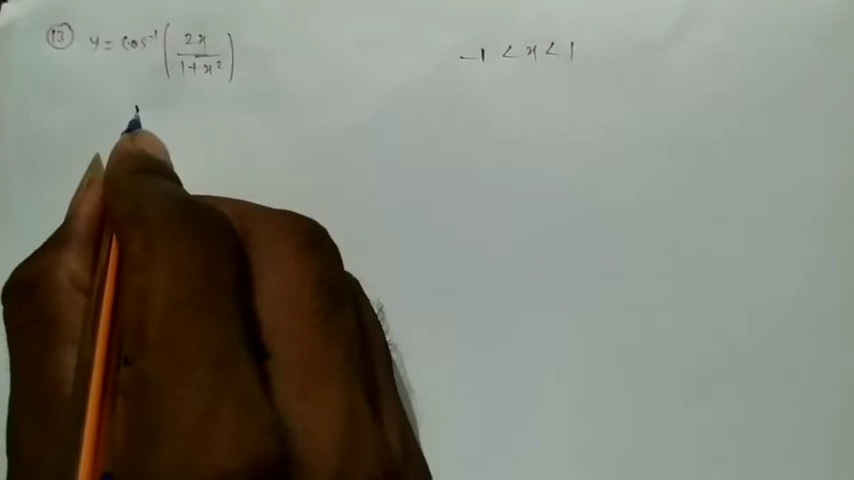 (13) y = cos⁻¹ (2x / 1+x²) -1 < x < 1